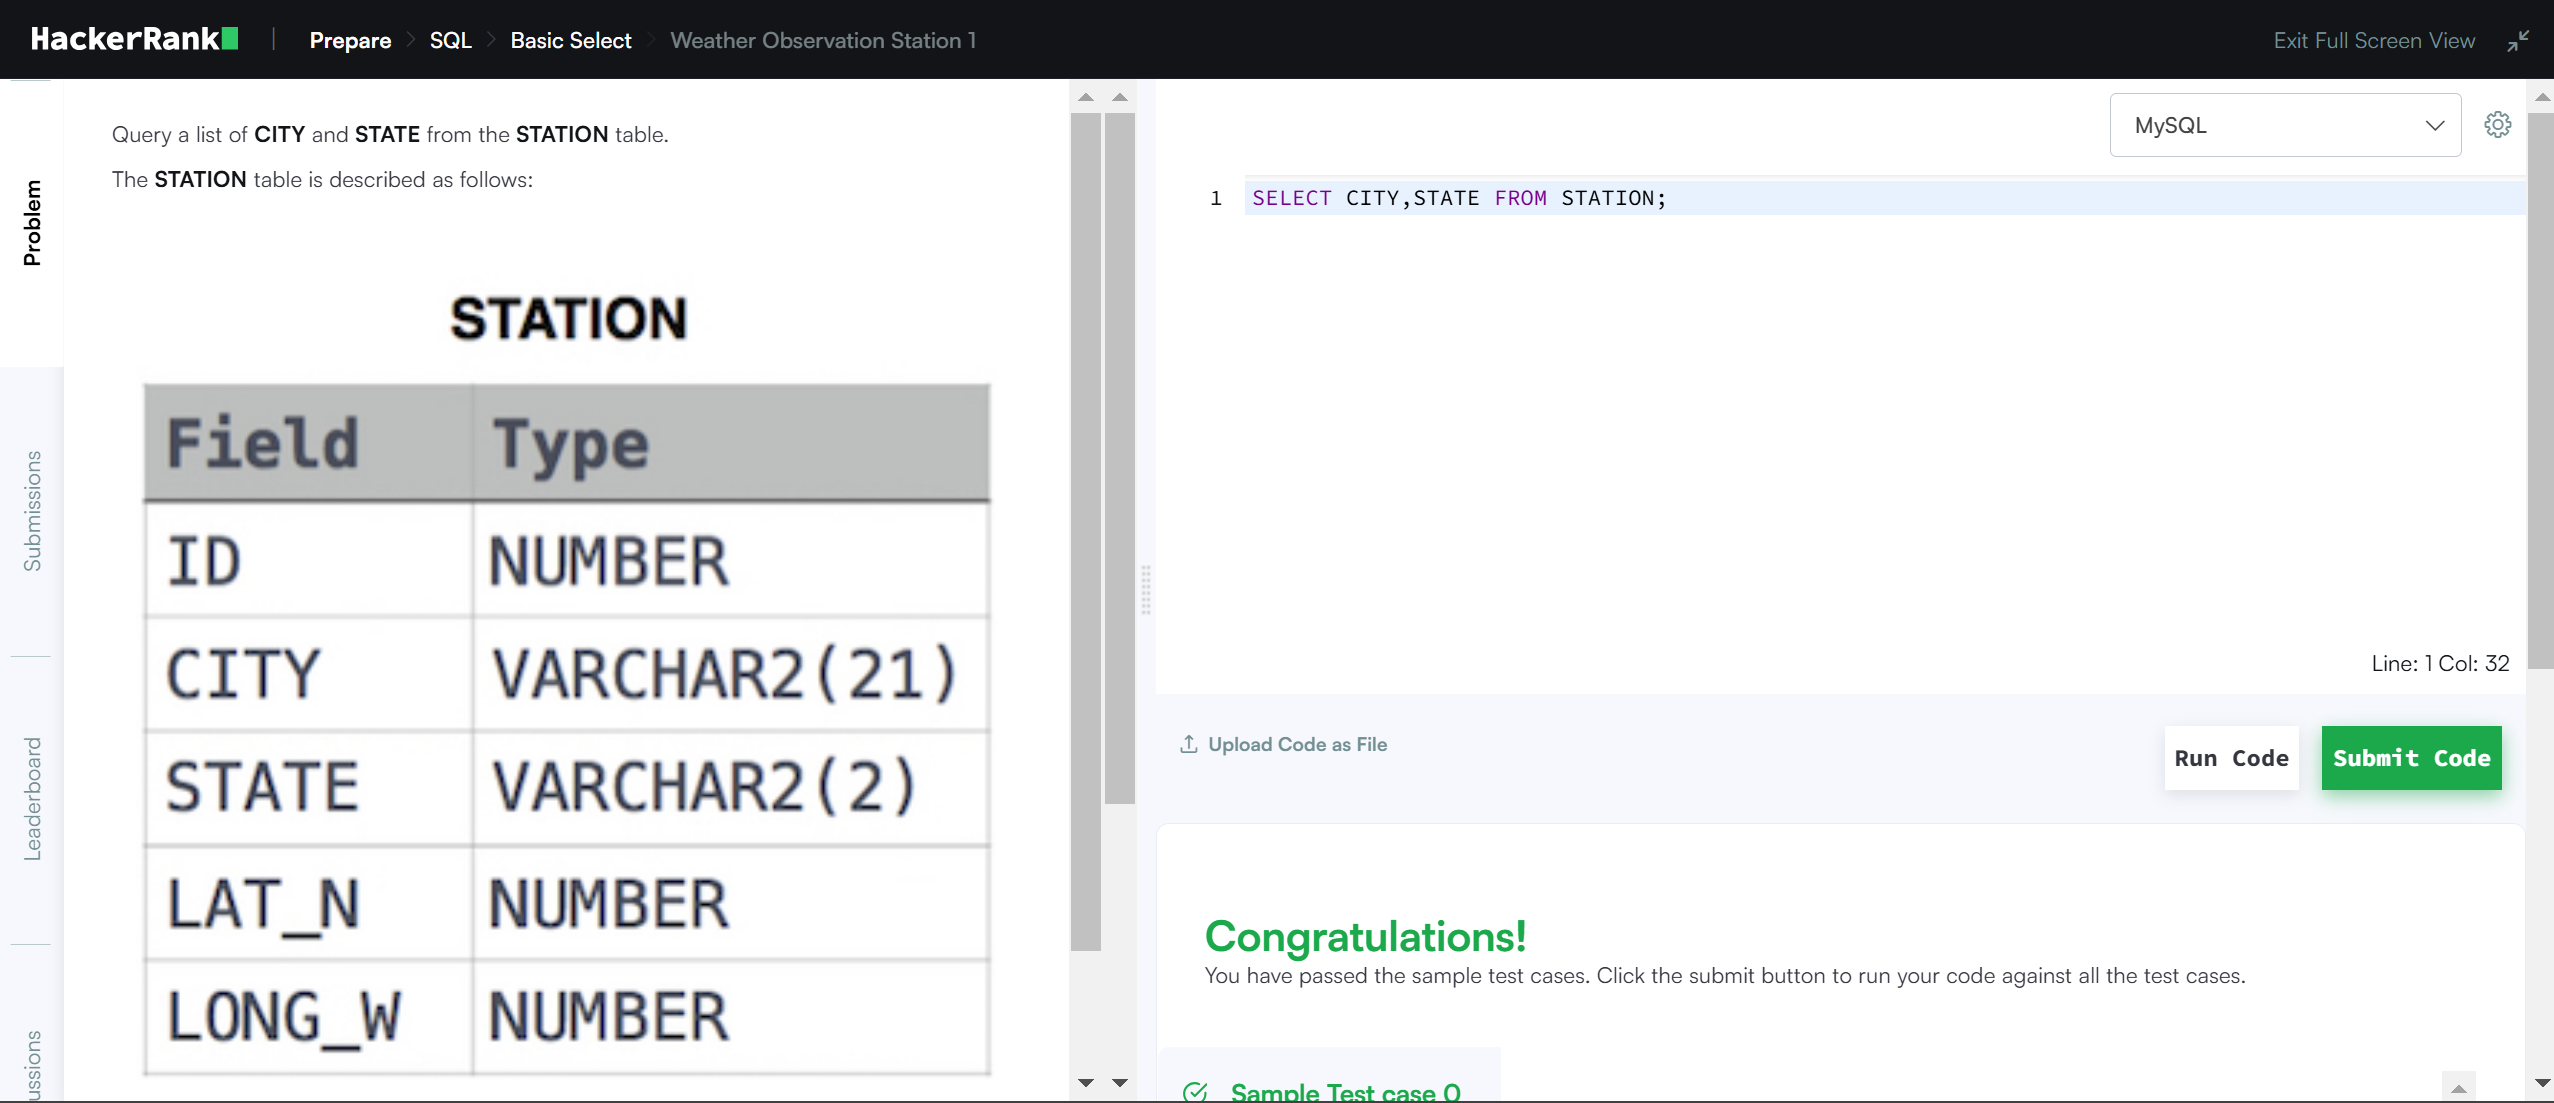 HackerRank
Prepare
SQL
Basic Select
Weather Observation Station 1
Exit Full Screen View
Problem
Submissions
Leaderboard
ussions
Query a list of CITY and STATE from the STATION table.
The STATION table is described as follows:
STATION
Field Type
ID NUMBER
CITY VARCHAR2(21)
STATE VARCHAR2(2)
LAT_N NUMBER
LONG_W NUMBER
MySQL
1 SELECT CITY,STATE FROM STATION;
Line: 1 Col: 32
Upload Code as File
Run Code
Submit Code
Congratulations!
You have passed the sample test cases. Click the submit button to run your code against all the test cases.
Sample Test case 0